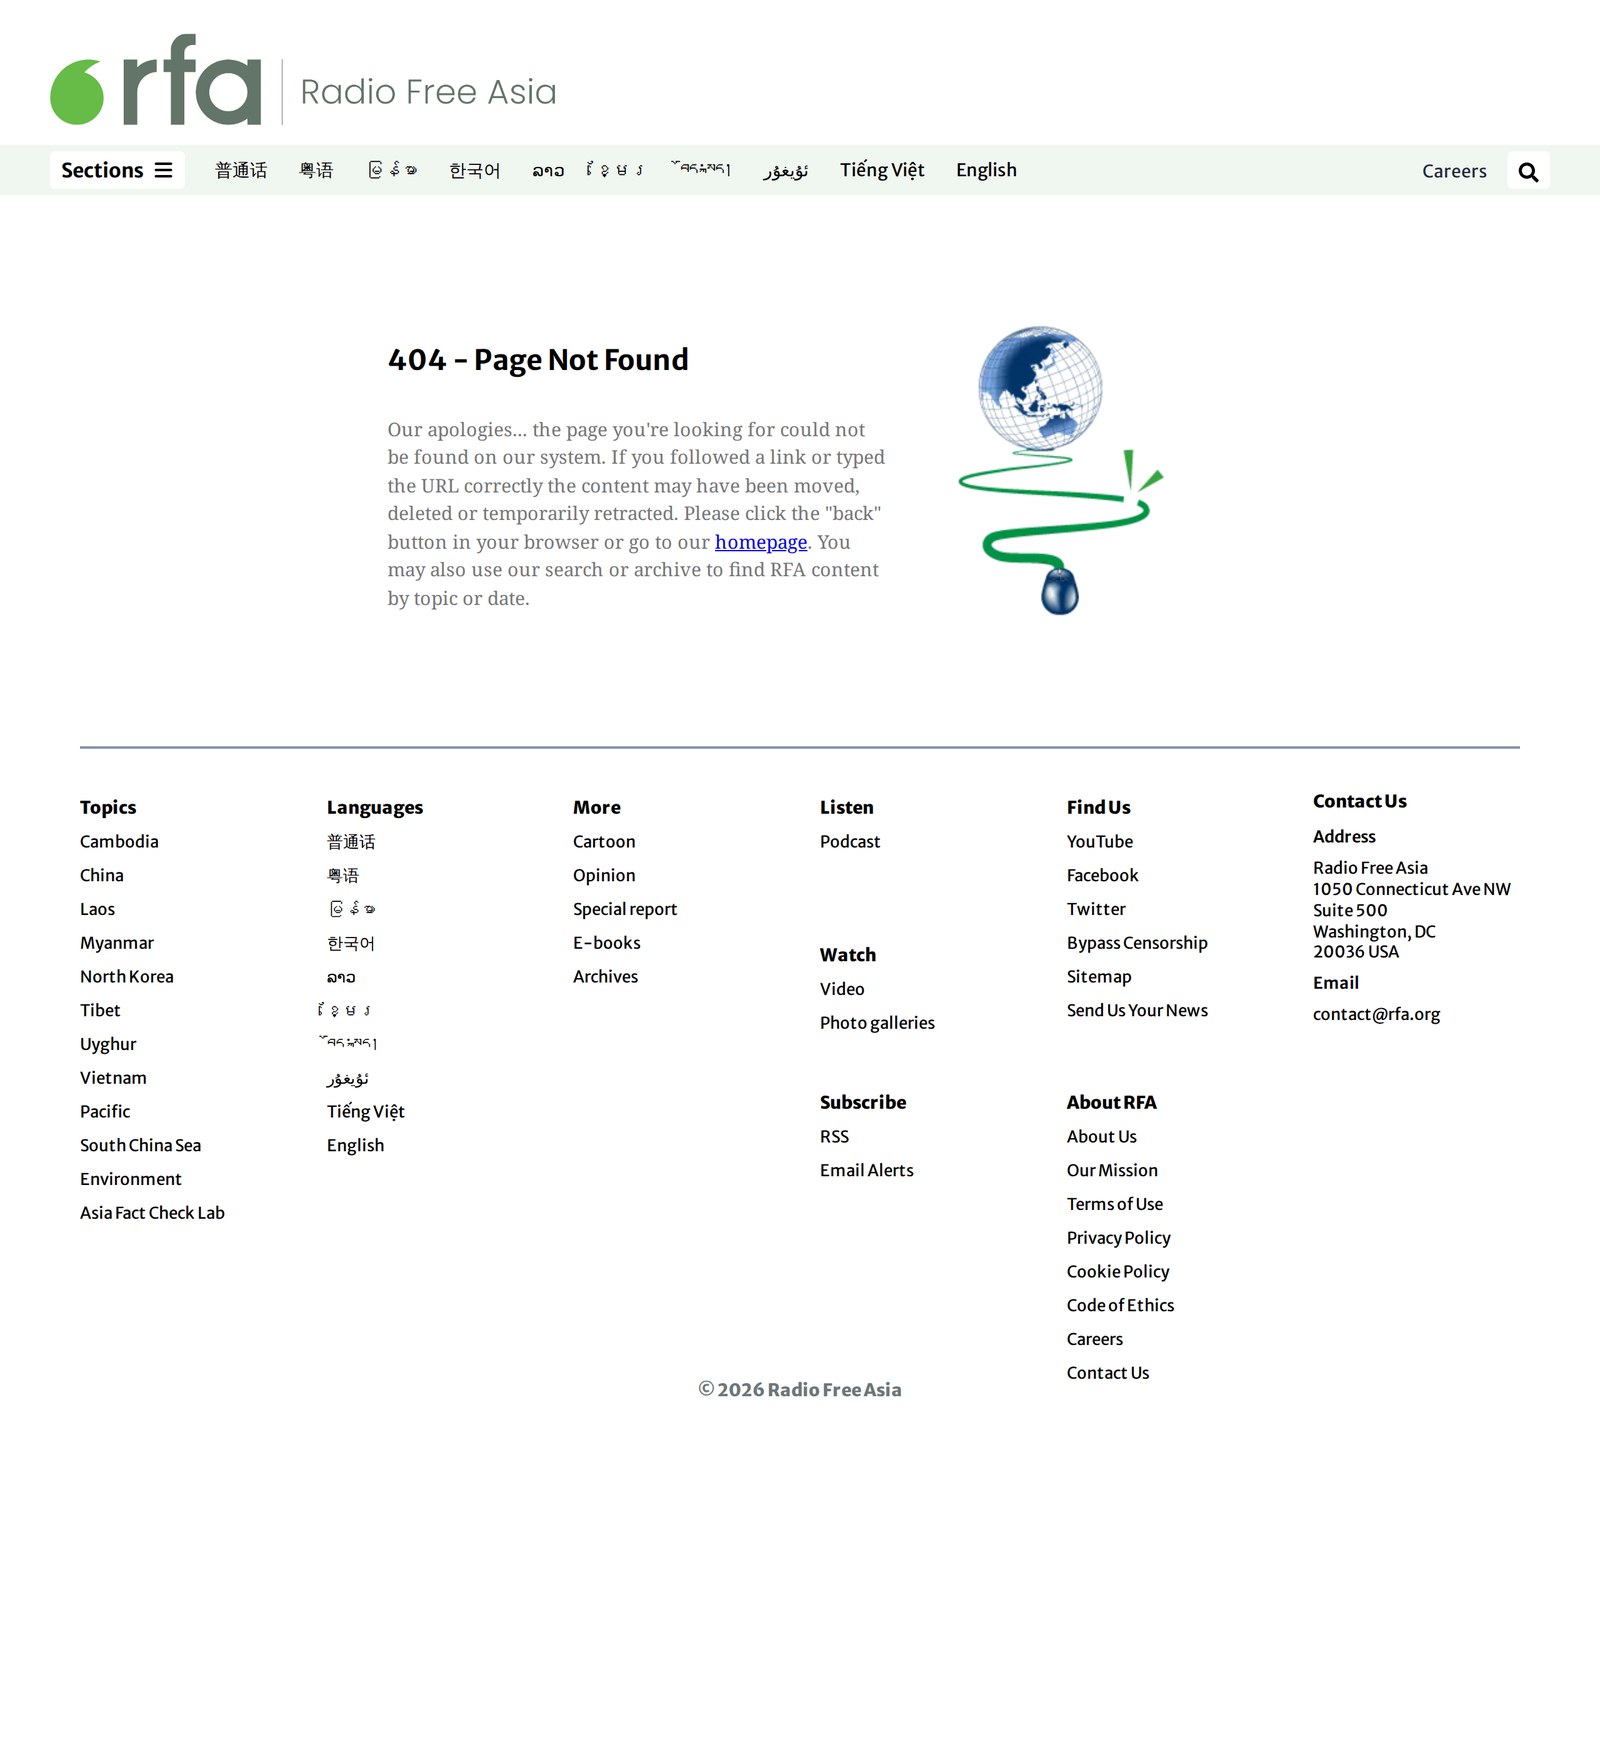 rfa Radio Free Asia
Sections 普通话 粤语 မြန်မာ 한국어 ລາວ ខ្មែរ བོད་སྐད། ئۇيغۇر Tiếng Việt English Careers
404 - Page Not Found
Our apologies... the page you're looking for could not
be found on our system. If you followed a link or typed
the URL correctly the content may have been moved,
deleted or temporarily retracted. Please click the "back"
button in your browser or go to our homepage. You
may also use our search or archive to find RFA content
by topic or date.
Topics
Cambodia
China
Laos
Myanmar
North Korea
Tibet
Uyghur
Vietnam
Pacific
South China Sea
Environment
Asia Fact Check Lab
Languages
普通话
粤语
မြန်မာ
한국어
ລາວ
ខ្មែរ
བོད་སྐད།
ئۇيغۇر
Tiếng Việt
English
More
Cartoon
Opinion
Special report
E-books
Archives
Listen
Podcast
Watch
Video
Photo galleries
Subscribe
RSS
Email Alerts
Find Us
YouTube
Facebook
Twitter
Bypass Censorship
Sitemap
Send Us Your News
About RFA
About Us
Our Mission
Terms of Use
Privacy Policy
Cookie Policy
Code of Ethics
Careers
Contact Us
Contact Us
Address
Radio Free Asia
1050 Connecticut Ave NW
Suite 500
Washington, DC
20036 USA
Email
contact@rfa.org
© 2026 Radio Free Asia